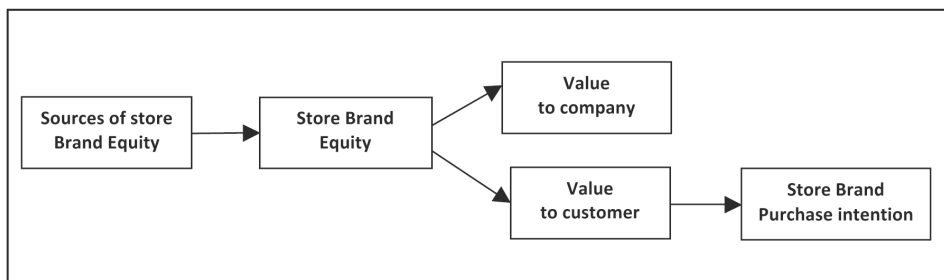 Sources of store
Brand Equity
Store Brand
Equity
Value
to company
Value
to customer
Store Brand
Purchase intention